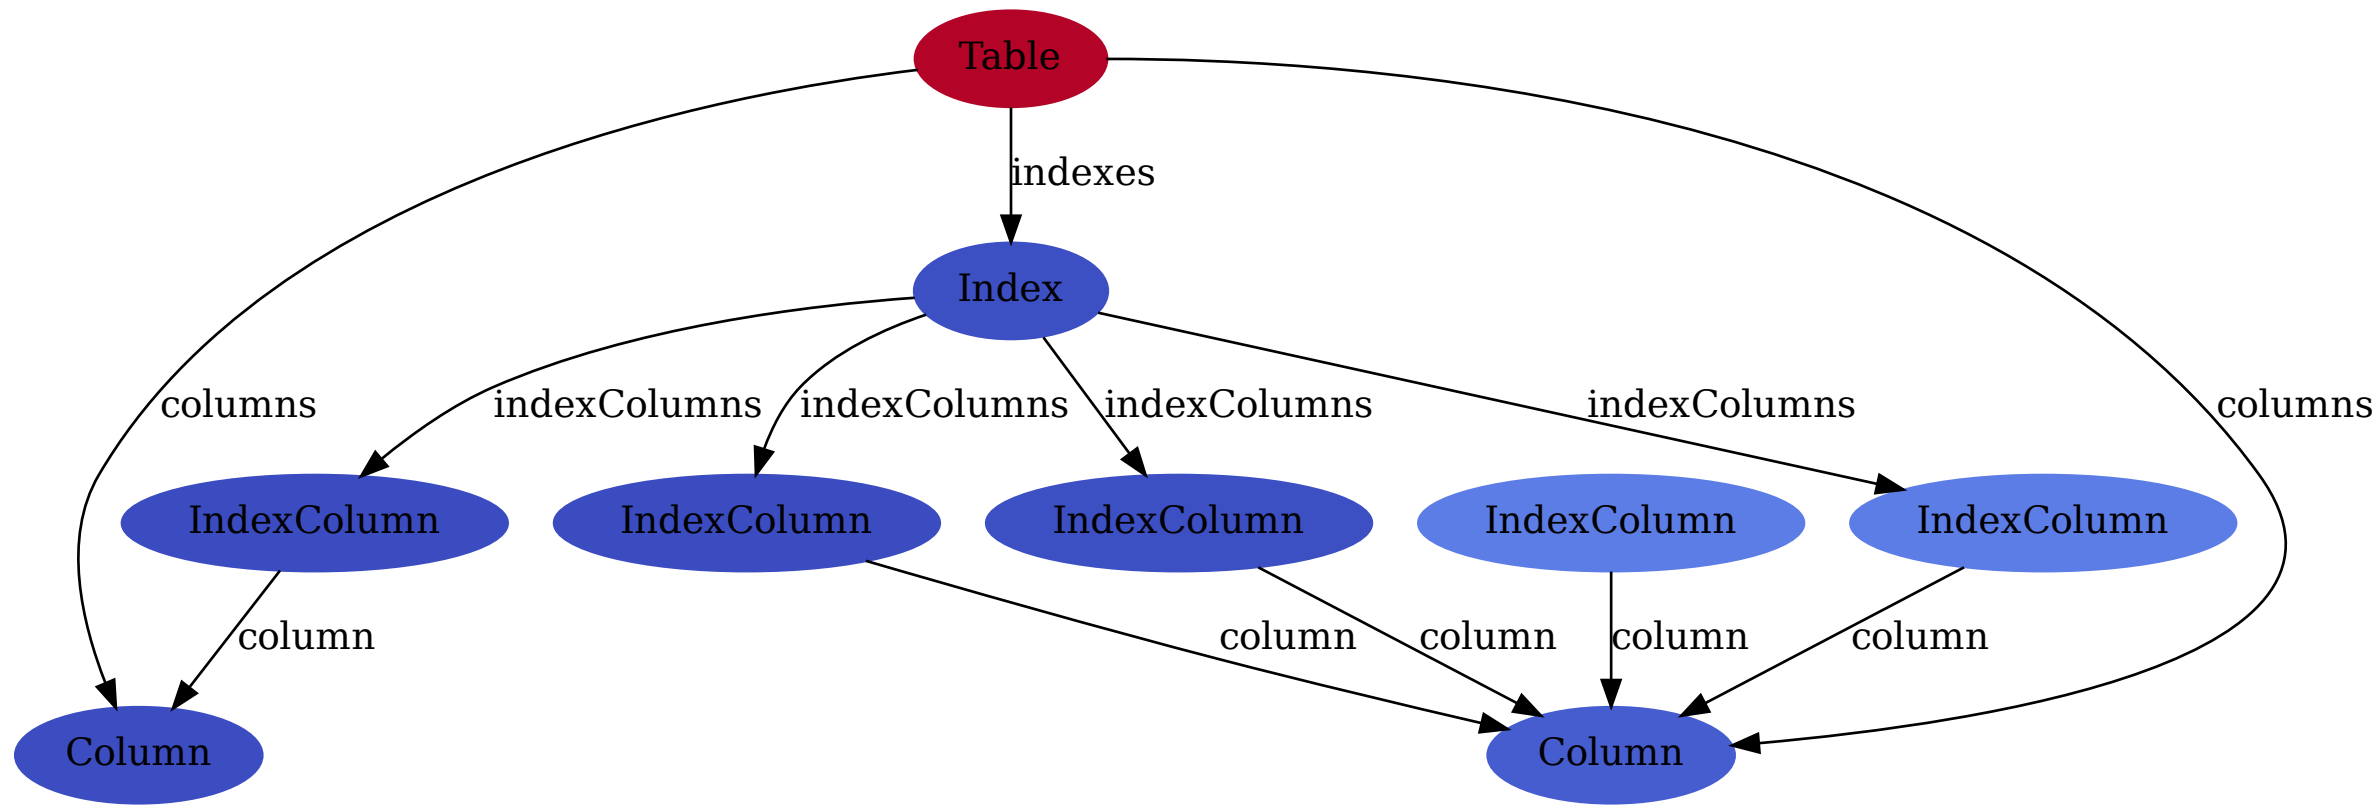 Table
indexes
Index
columns
indexColumns
indexColumns
indexColumns
indexColumns
columns
IndexColumn
IndexColumn
IndexColumn
IndexColumn
IndexColumn
column
column
column
column
column
Column
Column